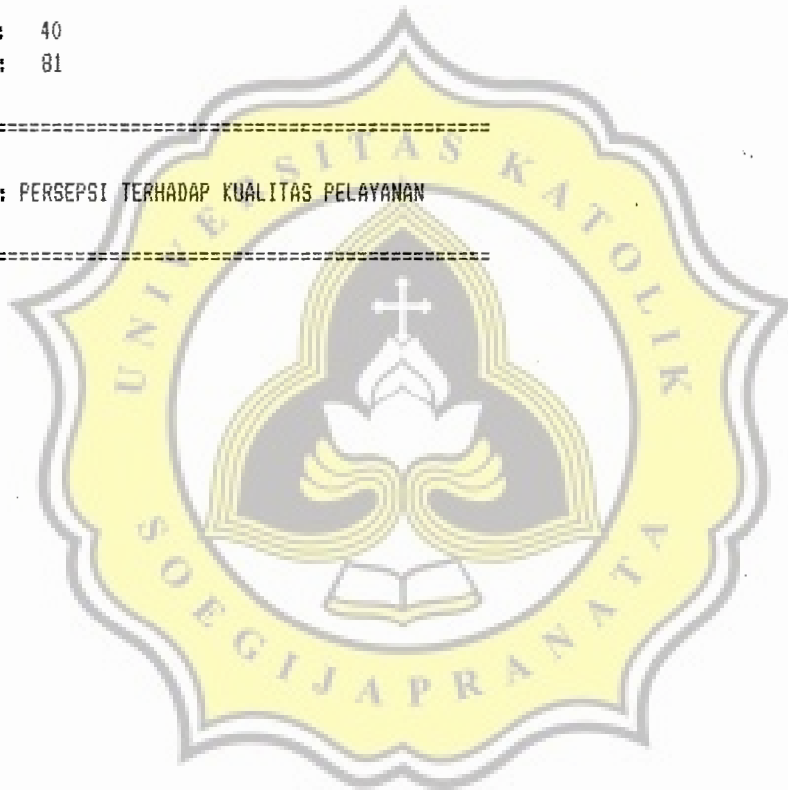 : 40
: 81
================================================
: PERSEPSI TERHADAP KUALITAS PELAYANAN
================================================
UNIVERSITAS KATOLIK
SOEGIJAPRANATA